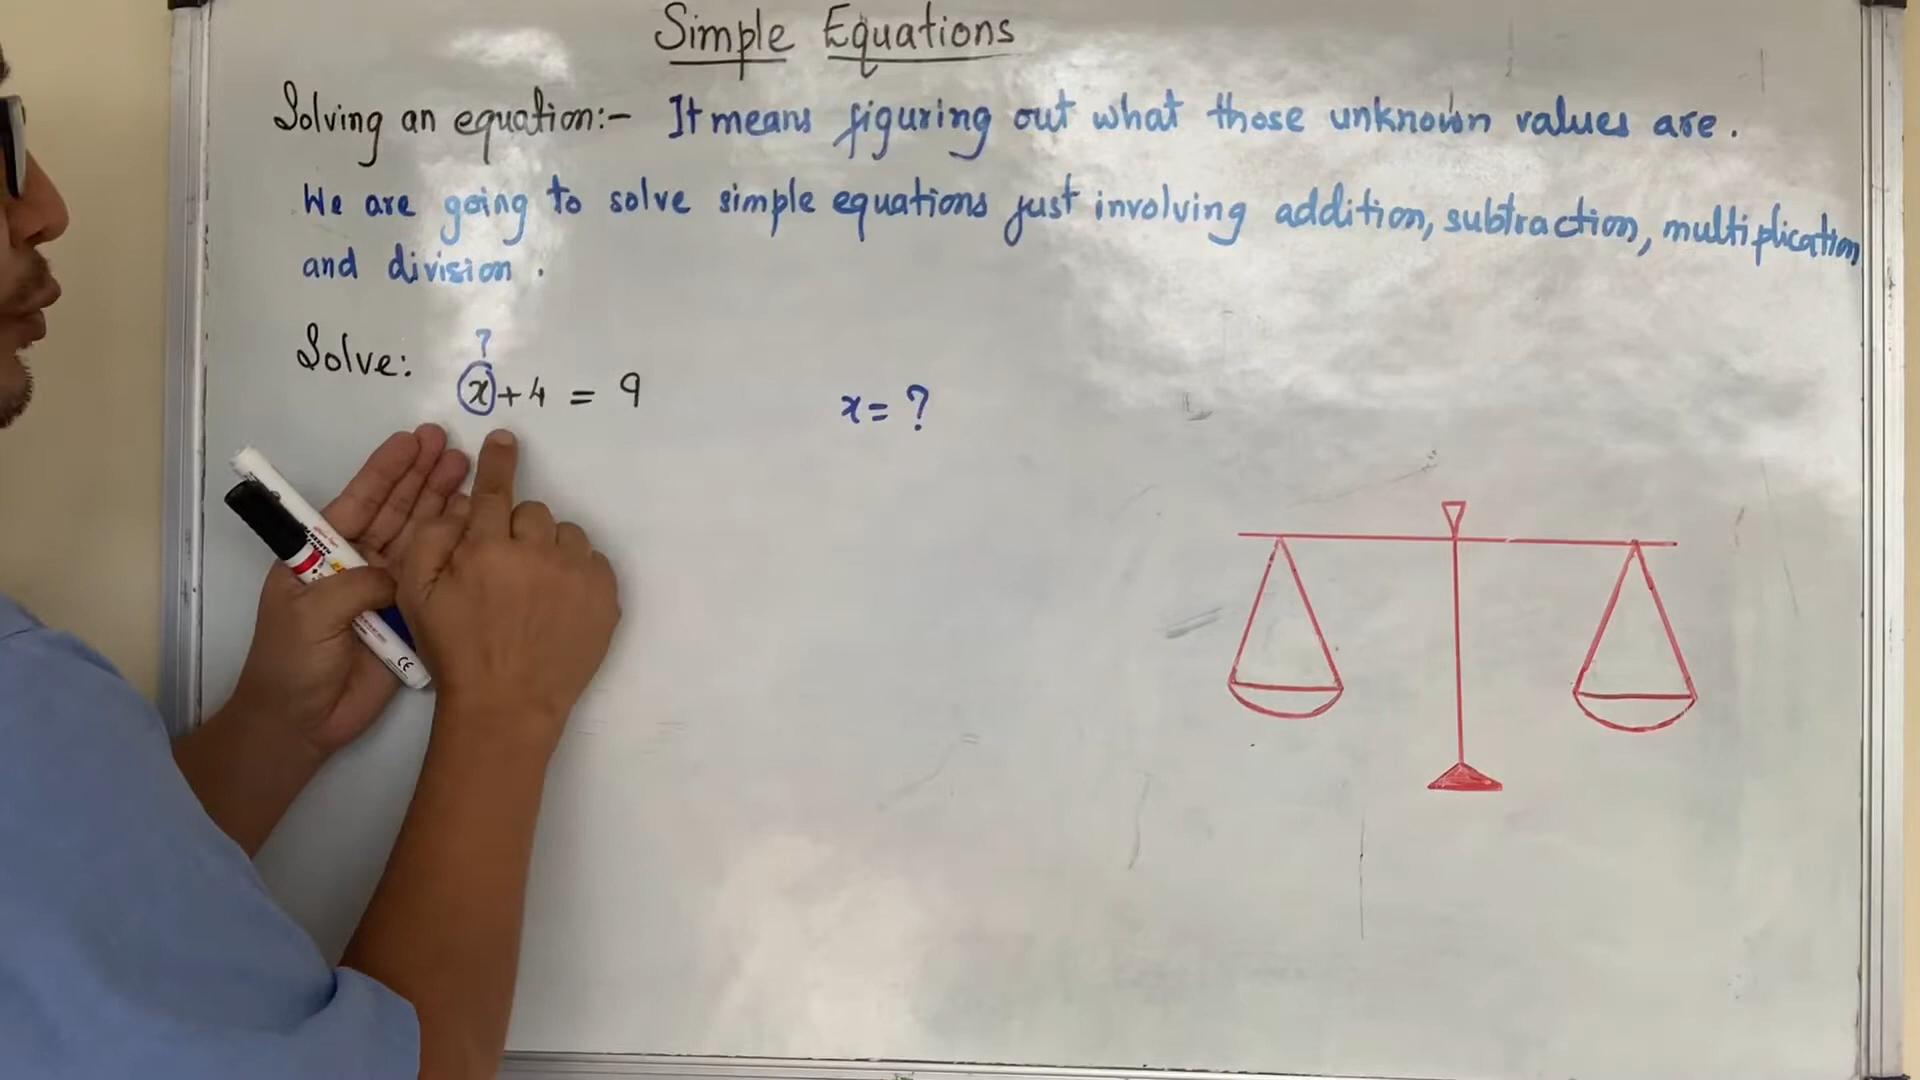 Simple Equations
Solving an equation:- It means figuring out what those unknown values are.
We are going to solve simple equations just involving addition, subtraction, multiplication
and division.
?
Solve: x+4 = 9
x = ?
CE